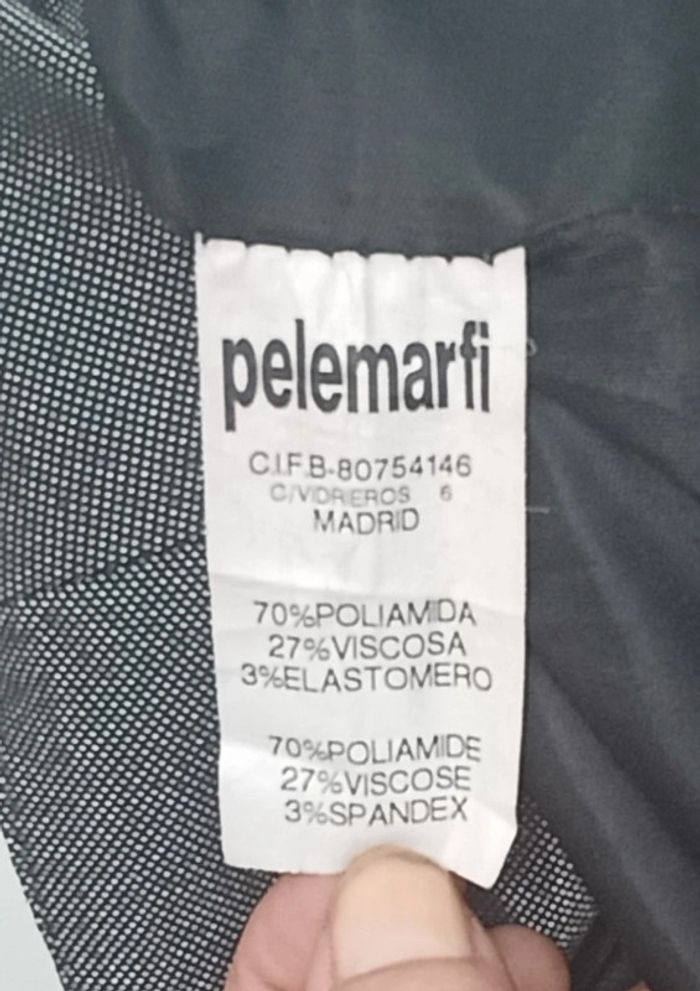 pelemarfi
C.I.F.B-80754146
C/VIDRIEROS 6
MADRID
70%POLIAMIDA
27%VISCOSA
3%ELASTOMERO
70%POLIAMIDE
27%VISCOSE
3%SPANDEX